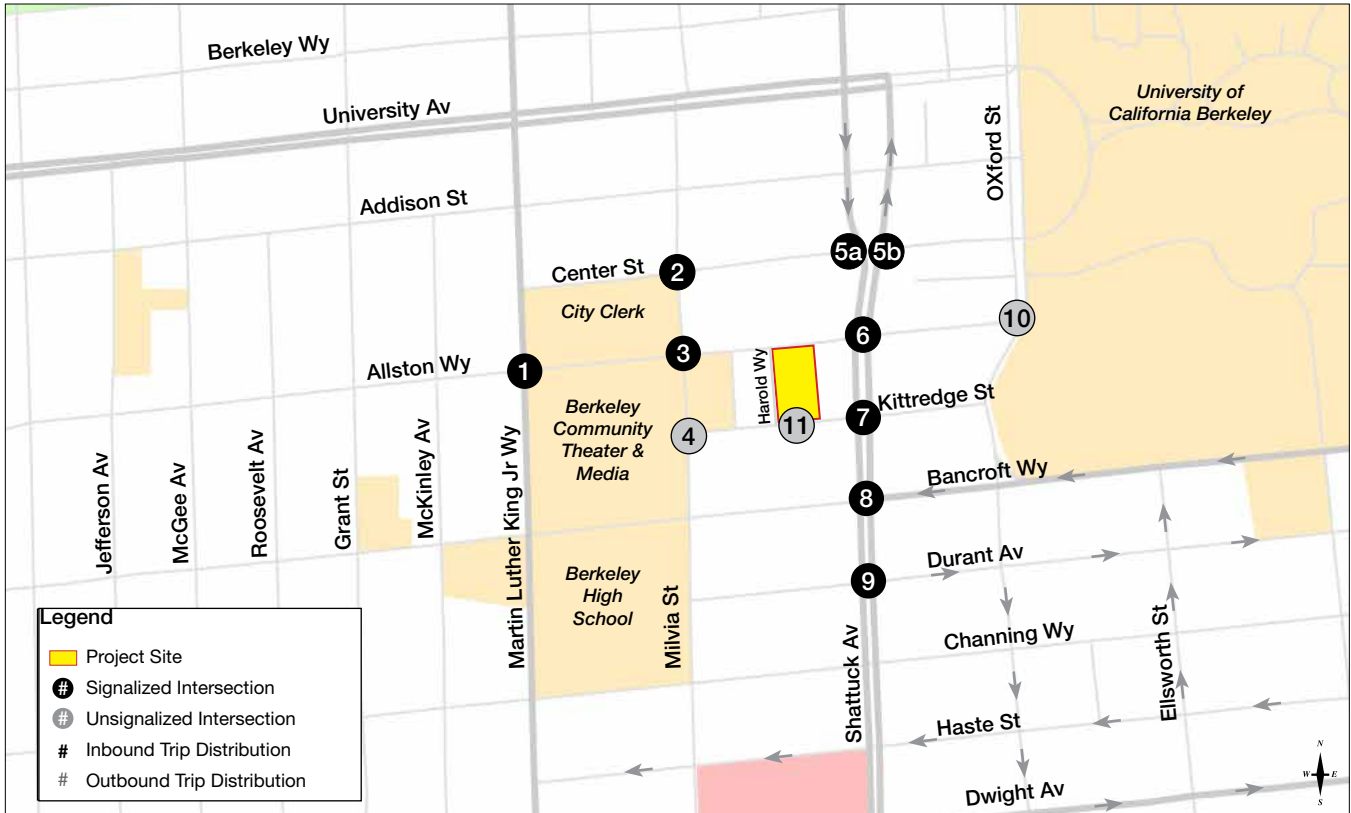 Berkeley Wy
University Av
University of
California Berkeley
OXford St
Addison St
5a
5b
Center St
2
City Clerk
10
6
3
Allston Wy
1
Harold Wy
Kittredge St
7
11
4
Berkeley
Community
Theater &
Media
Bancroft Wy
8
Jefferson Av
McGee Av
Roosevelt Av
Grant St
McKinley Av
Martin Luther King Jr Wy
Durant Av
9
Berkeley
High
School
Milvia St
Shattuck Av
Channing Wy
Ellsworth St
Haste St
Dwight Av
Legend
Project Site
# Signalized Intersection
# Unsignalized Intersection
# Inbound Trip Distribution
# Outbound Trip Distribution
N
W E
S